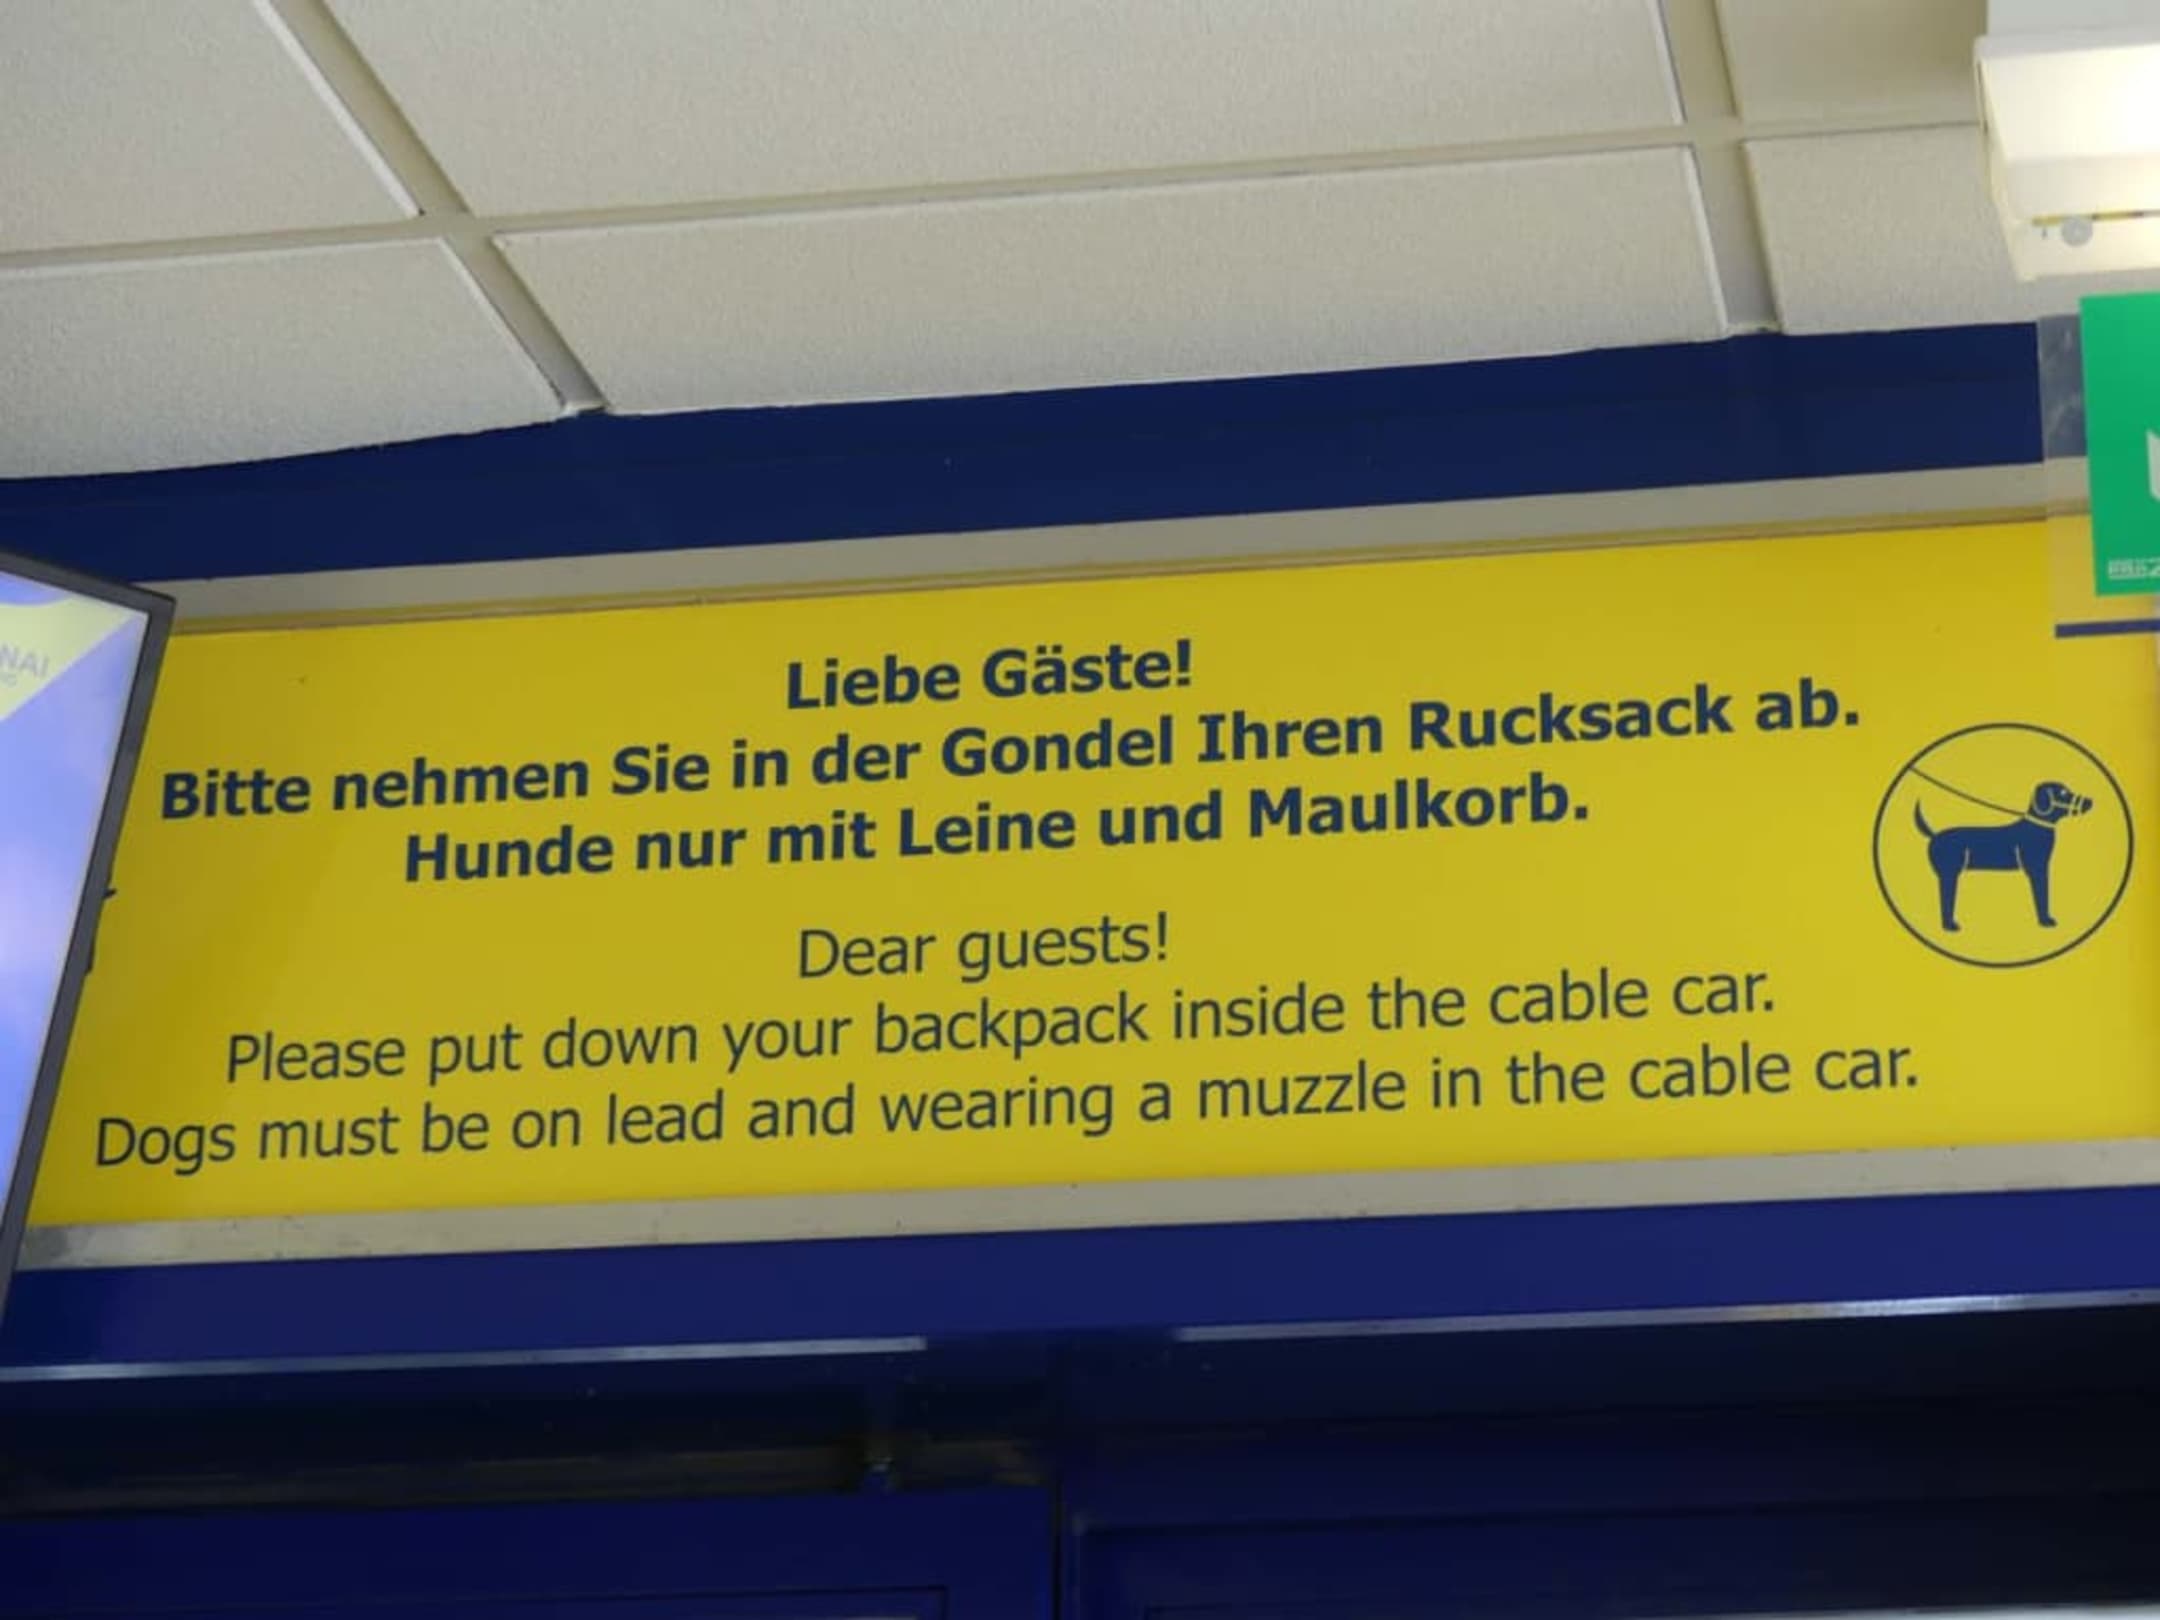 Liebe Gäste!
Bitte nehmen Sie in der Gondel Ihren Rucksack ab.
Hunde nur mit Leine und Maulkorb.
Dear guests!
Please put down your backpack inside the cable car.
Dogs must be on lead and wearing a muzzle in the cable car.